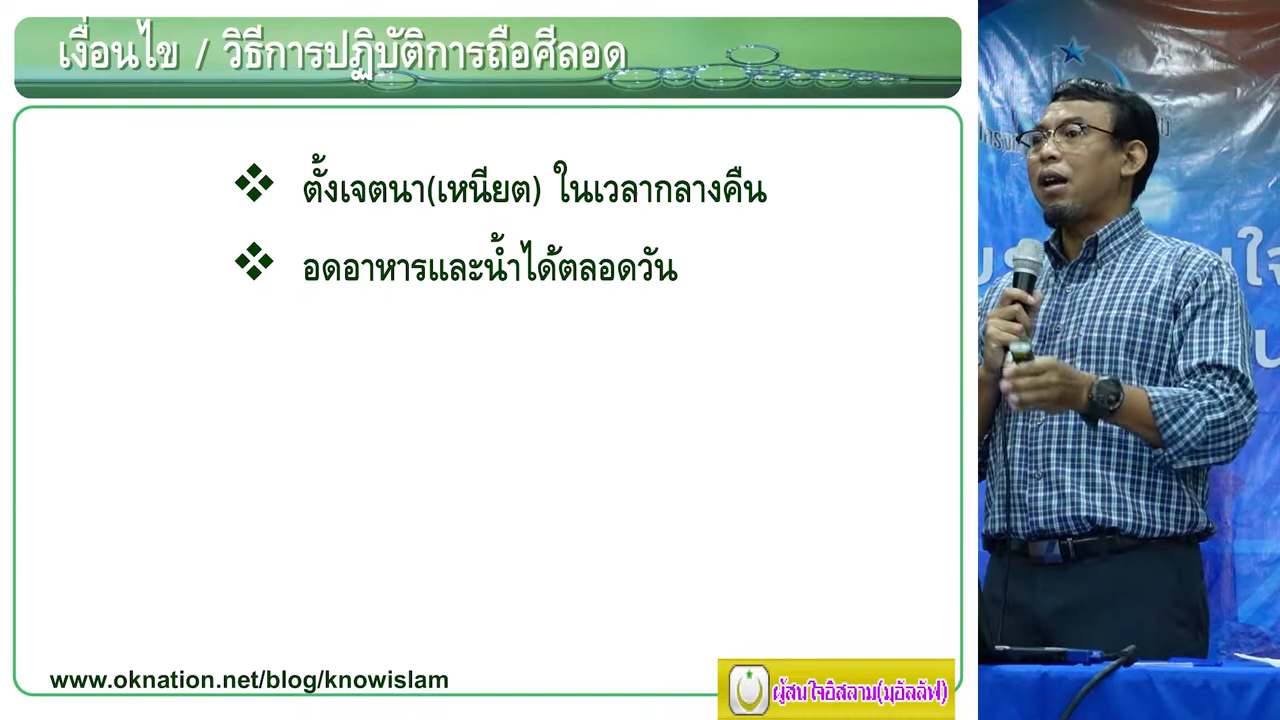 เงื่อนไข / วิธีการปฏิบัติการถือศีลอด
ตั้งเจตนา(เหนียต) ในเวลากลางคืน
อดอาหารและน้ำได้ตลอดวัน
www.oknation.net/blog/knowislam
ผู้สนใจอิสลาม(มุอัลลัฟ)